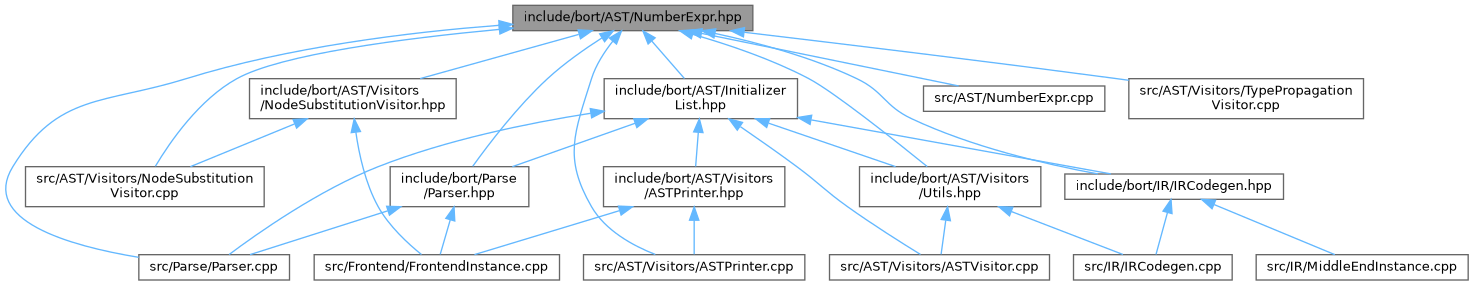 include/bort/AST/NumberExpr.hpp
include/bort/AST/Visitors
/NodeSubstitutionVisitor.hpp
include/bort/AST/Initializer
List.hpp
src/AST/NumberExpr.cpp
src/AST/Visitors/TypePropagation
Visitor.cpp
src/AST/Visitors/NodeSubstitution
Visitor.cpp
include/bort/Parse
/Parser.hpp
include/bort/AST/Visitors
/ASTPrinter.hpp
include/bort/AST/Visitors
/Utils.hpp
include/bort/IR/IRCodegen.hpp
src/Parse/Parser.cpp
src/Frontend/FrontendInstance.cpp
src/AST/Visitors/ASTPrinter.cpp
src/AST/Visitors/ASTVisitor.cpp
src/IR/IRCodegen.cpp
src/IR/MiddleEndInstance.cpp